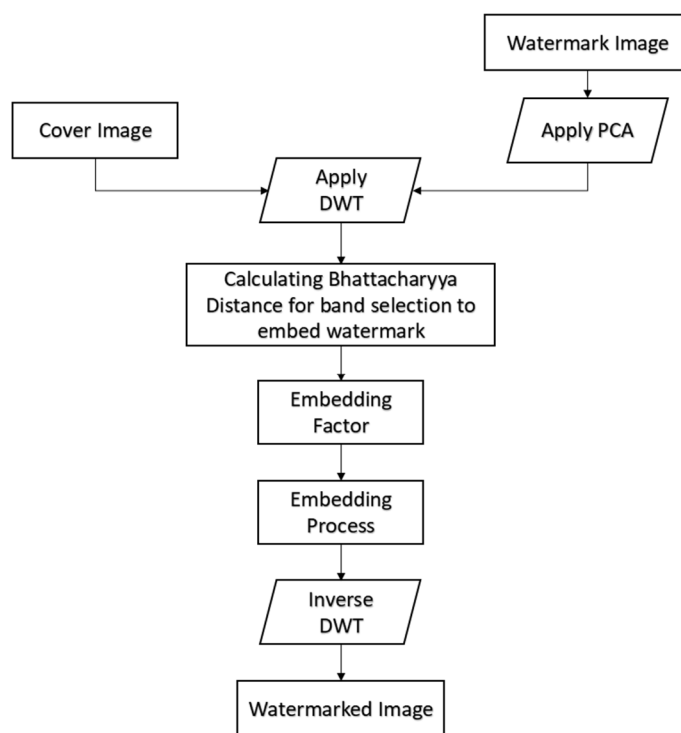 Watermark Image
Cover Image
Apply PCA
Apply
DWT
Calculating Bhattacharyya
Distance for band selection to
embed watermark
Embedding
Factor
Embedding
Process
Inverse
DWT
Watermarked Image